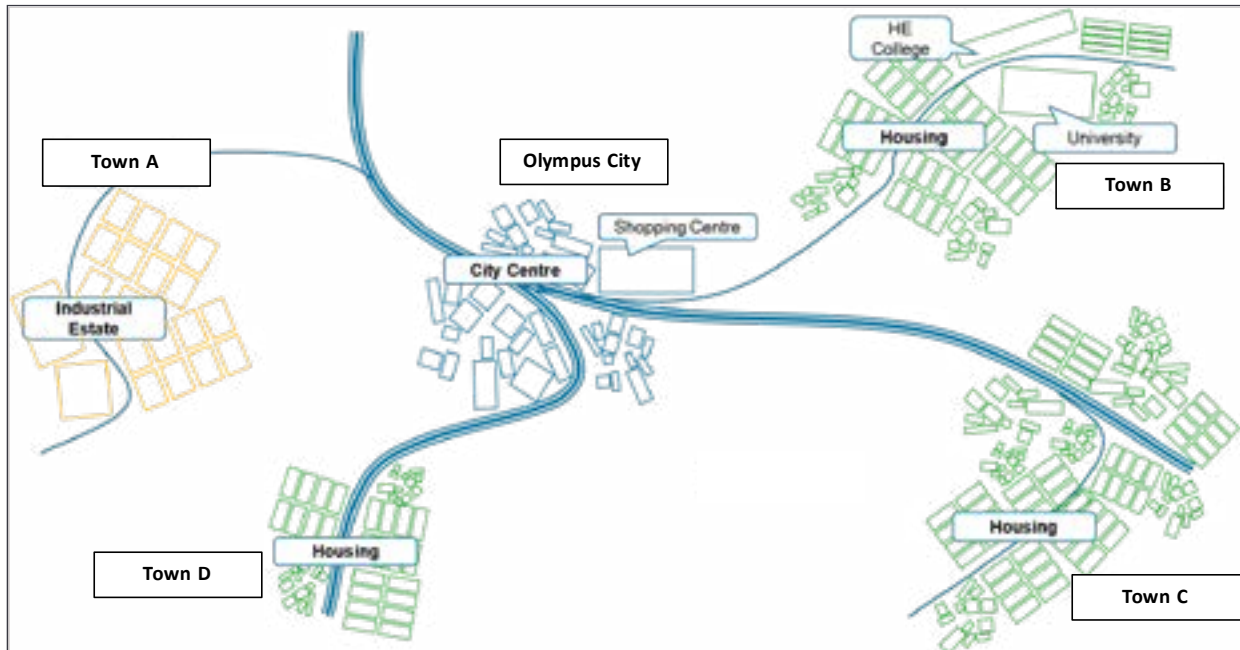 HE
College
Housing
University
Town B
Town A
Olympus City
Shopping Centre
City Centre
Industrial
Estate
Housing
Town D
Housing
Town C